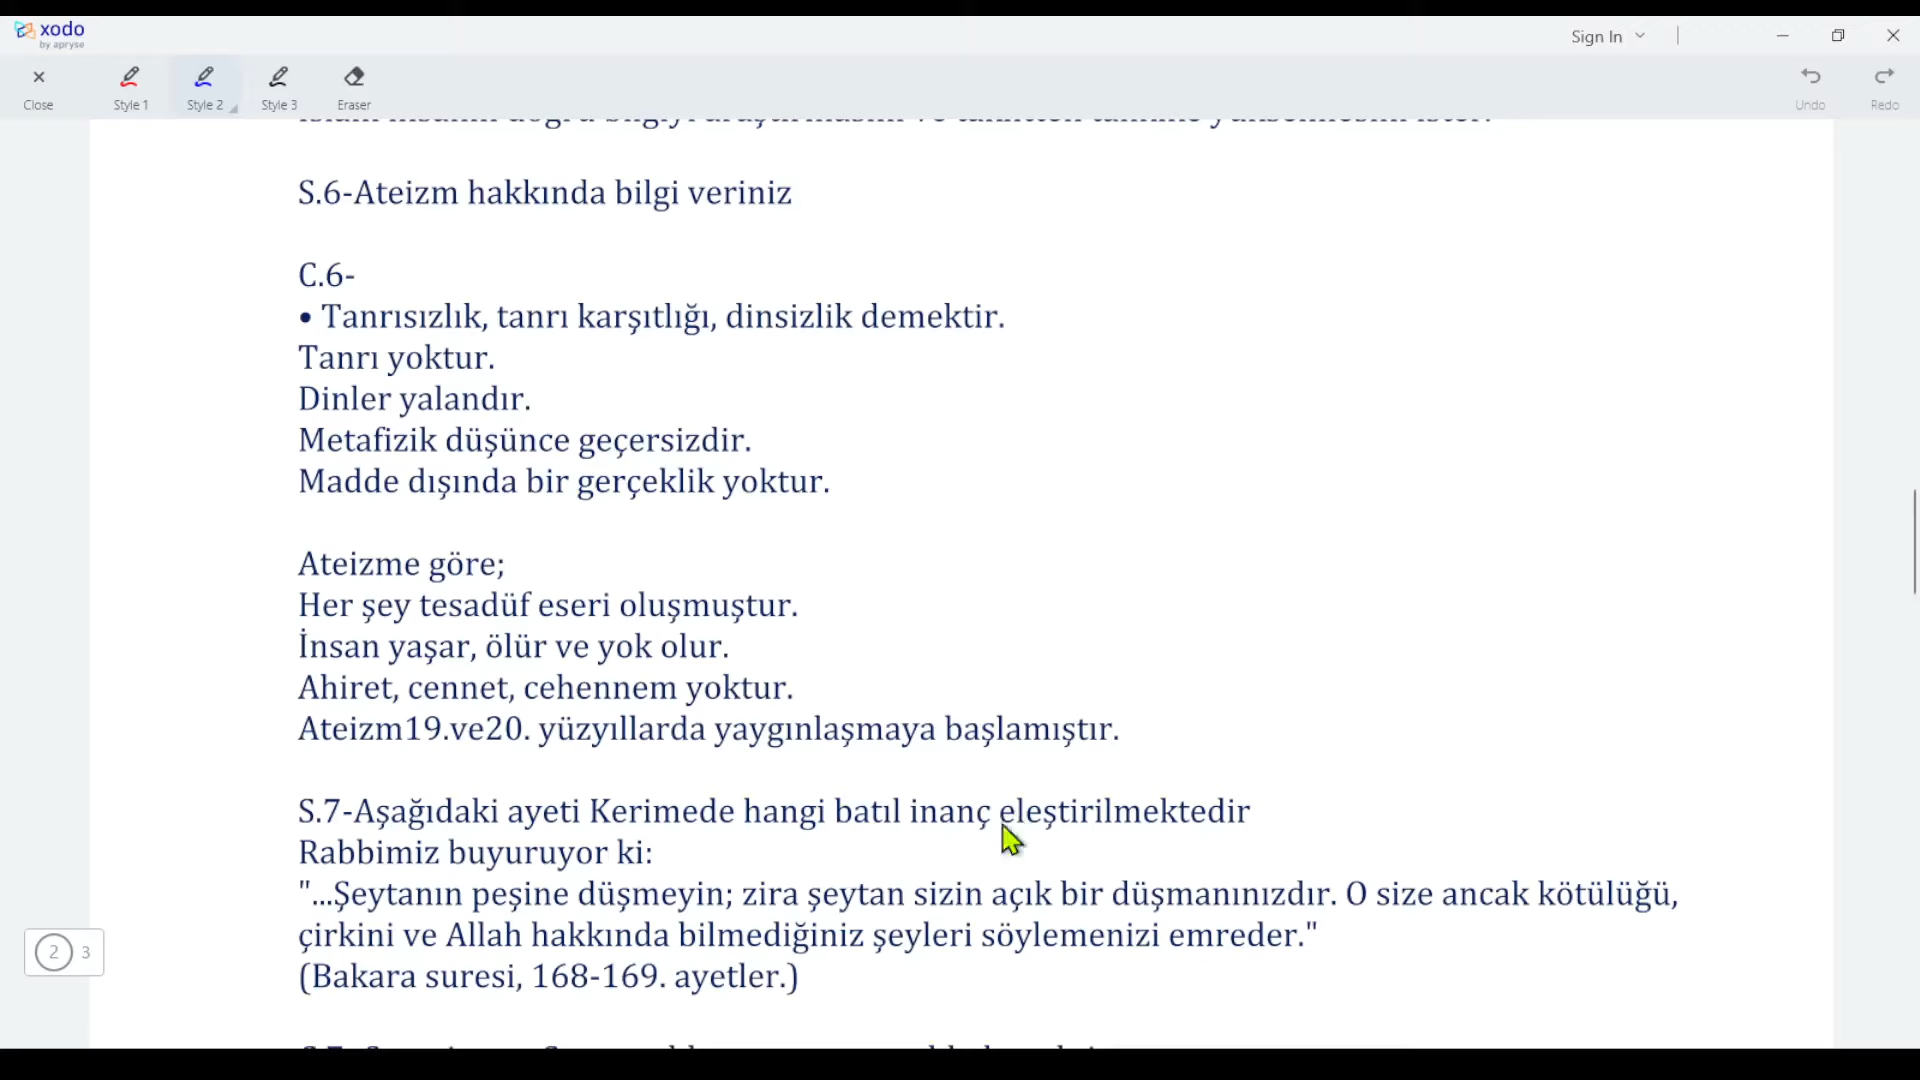 xodo
by apryse
Sign In
Close
Style 1
Style 2
Style 3
Eraser
Undo
Redo
S.6-Ateizm hakkında bilgi veriniz
C.6-
• Tanrısızlık, tanrı karşıtlığı, dinsizlik demektir.
Tanrı yoktur.
Dinler yalandır.
Metafizik düşünce geçersizdir.
Madde dışında bir gerçeklik yoktur.
Ateizme göre;
Her şey tesadüf eseri oluşmuştur.
İnsan yaşar, ölür ve yok olur.
Ahiret, cennet, cehennem yoktur.
Ateizm19.ve20. yüzyıllarda yaygınlaşmaya başlamıştır.
S.7-Aşağıdaki ayeti Kerimede hangi batıl inanç eleştirilmektedir
Rabbimiz buyuruyor ki:
"...Şeytanın peşine düşmeyin; zira şeytan sizin açık bir düşmanınızdır. O size ancak kötülüğü,
çirkini ve Allah hakkında bilmediğiniz şeyleri söylemenizi emreder."
(Bakara suresi, 168-169. ayetler.)
2 3